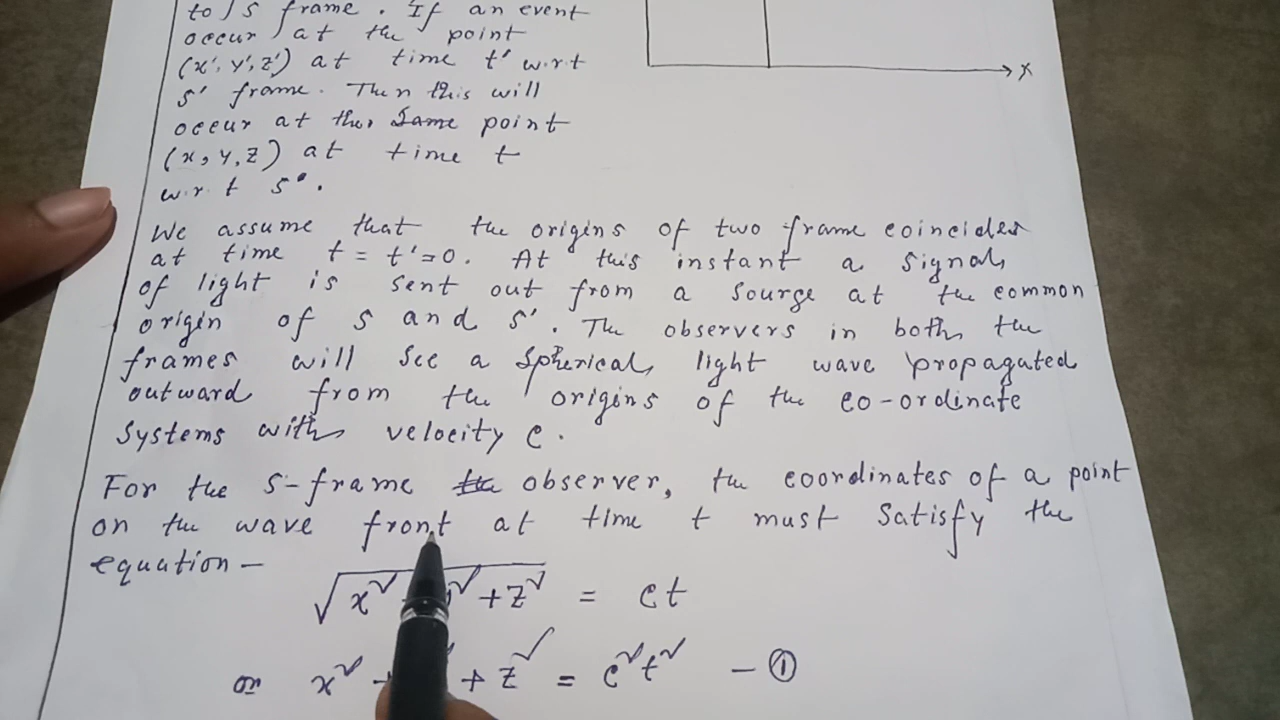 to S frame. If an event
occur at the point
(x', y', z') at time t' w.r.t
S' frame. Then this will
occur at the same point
(x, y, z) at time t
w.r.t S.
x
We assume that the origins of two frame coincides
at time t = t' = 0. At this instant a signal
of light is sent out from a sourge at the common
origin of S and S'. The observers in both the
frames will see a spherical light wave propagated
outward from the origins of the co-ordinate
systems with velocity c.
For the S-frame observer, the coordinates of a point
on the wave front at time t must satisfy the
equation—
√x² + z² = ct
or x² + z² = c²t² — ①